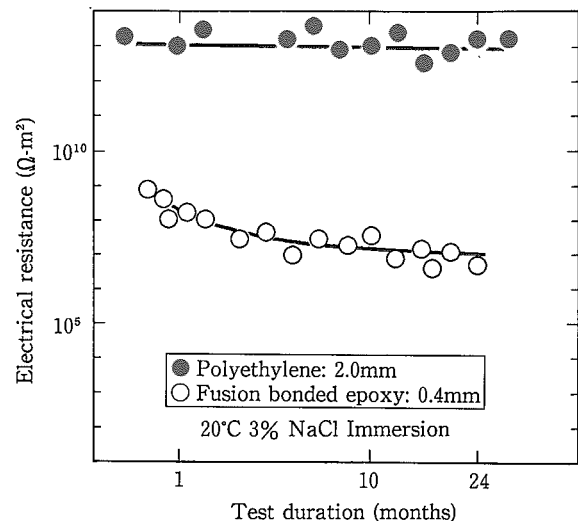 Electrical resistance (Ω-m²)
10¹⁰
10⁵
Polyethylene: 2.0mm
Fusion bonded epoxy: 0.4mm
20°C 3% NaCl Immersion
1 10 24
Test duration (months)